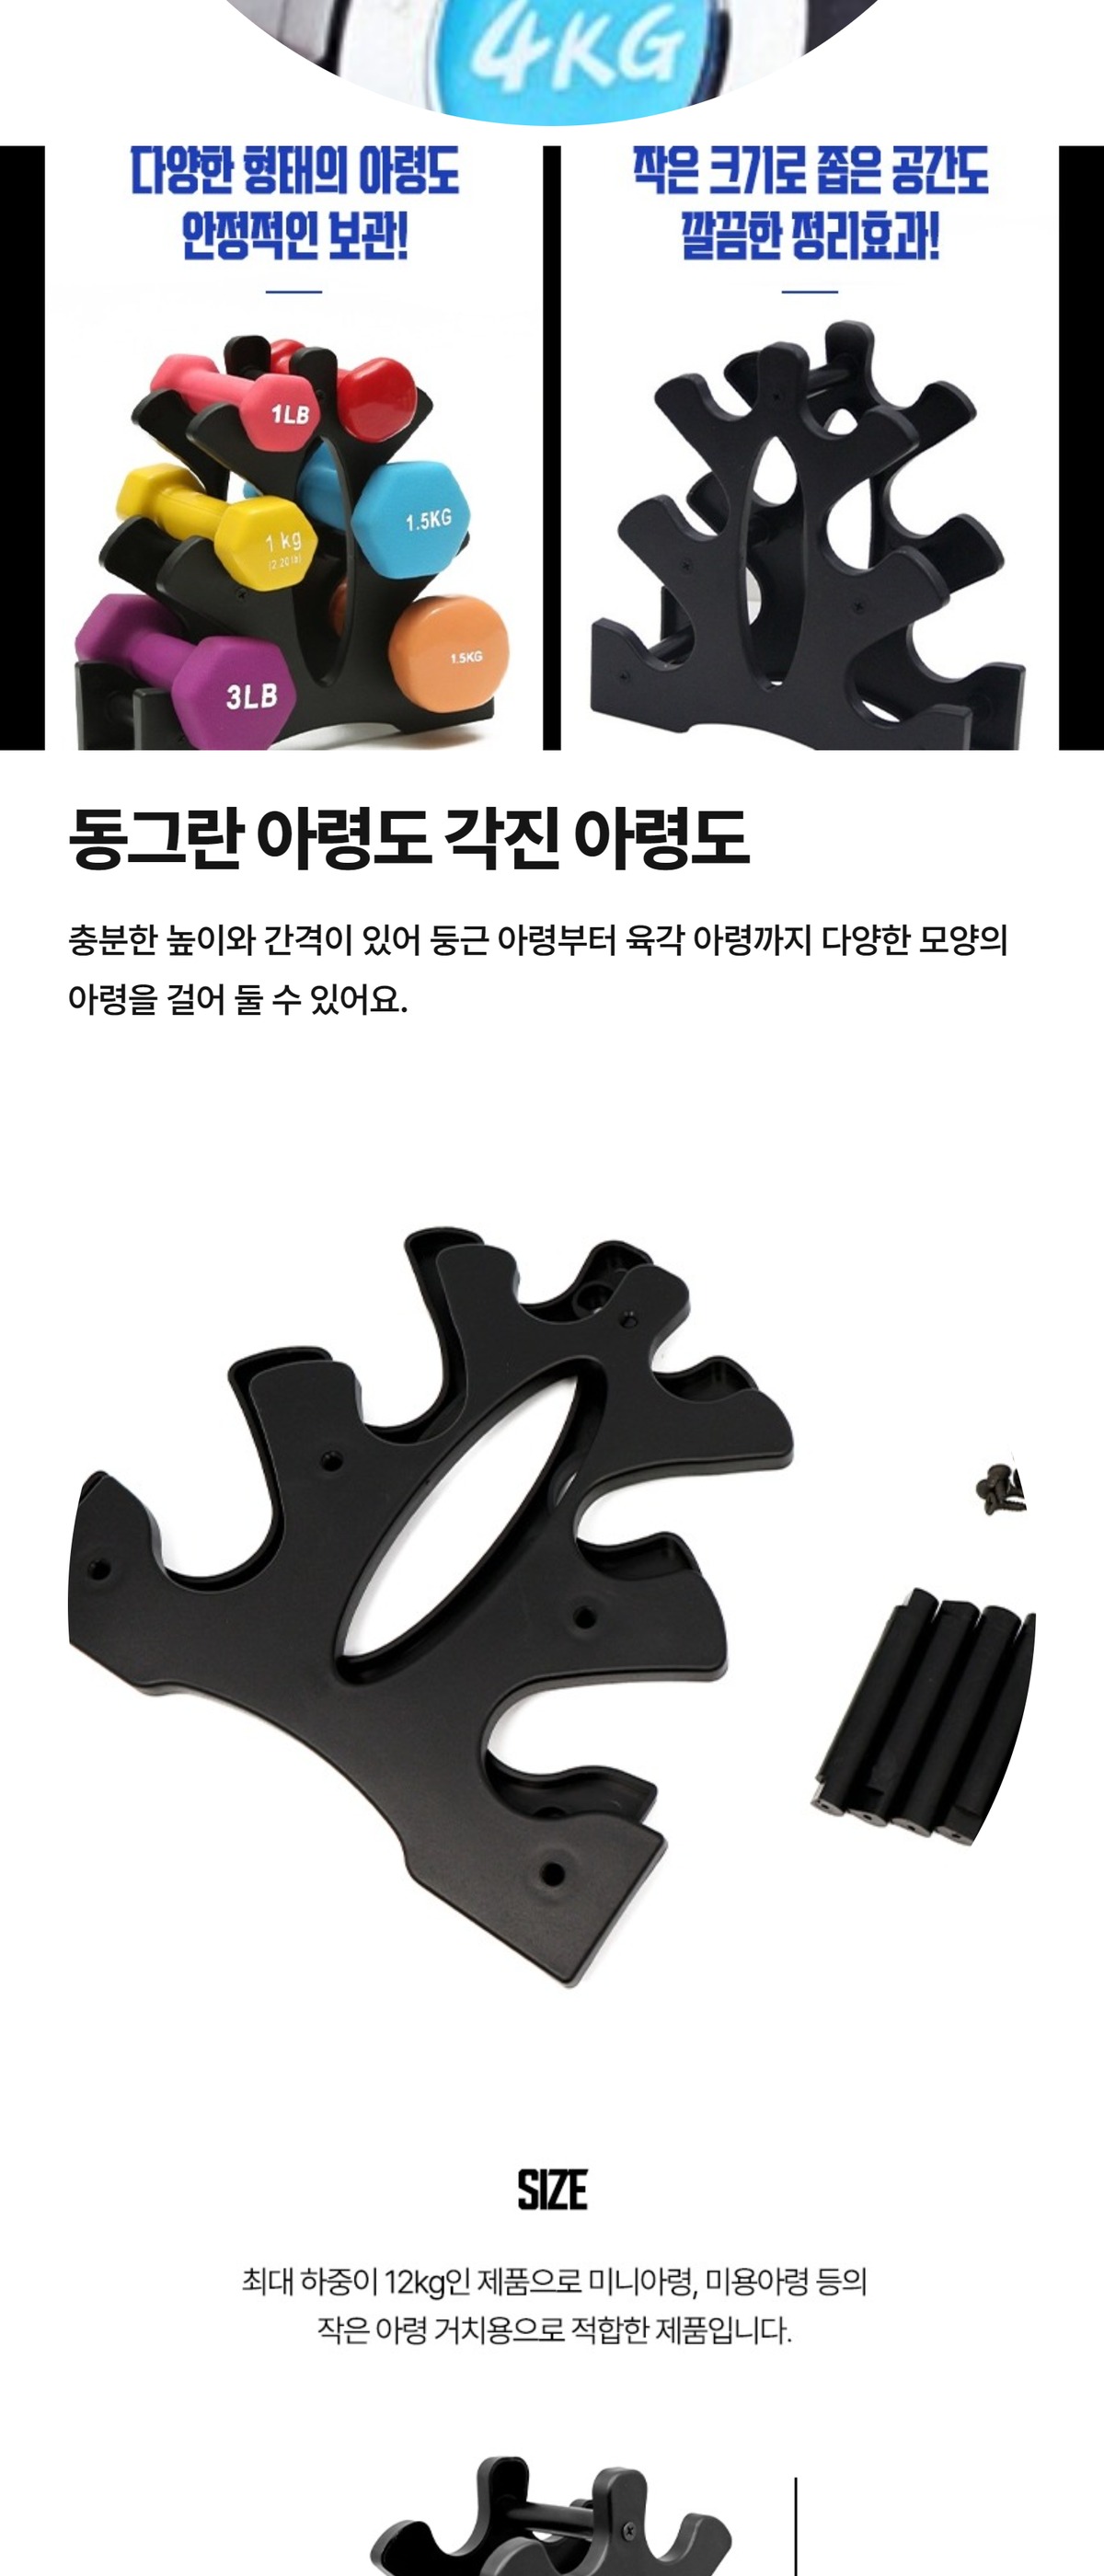 4KG
다양한 형태의 아령도
안정적인 보관!
작은 크기로 좁은 공간도
깔끔한 정리효과!
1LB
1.5KG
1 kg
(2.20 lb)
1.5KG
3LB
동그란 아령도 각진 아령도
충분한 높이와 간격이 있어 둥근 아령부터 육각 아령까지 다양한 모양의
아령을 걸어 둘 수 있어요.
SIZE
최대 하중이 12kg인 제품으로 미니아령, 미용아령 등의
작은 아령 거치용으로 적합한 제품입니다.